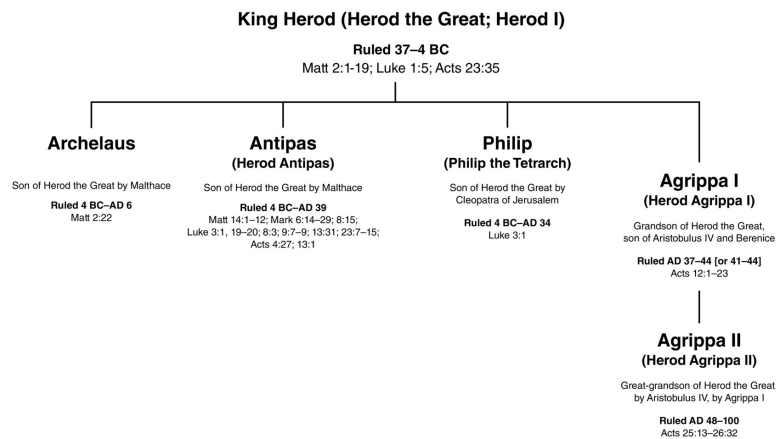 King Herod (Herod the Great; Herod I)
Ruled 37–4 BC
Matt 2:1-19; Luke 1:5; Acts 23:35
Archelaus
Son of Herod the Great by Malthace
Ruled 4 BC–AD 6
Matt 2:22
Antipas
(Herod Antipas)
Son of Herod the Great by Malthace
Ruled 4 BC–AD 39
Matt 14:1–12; Mark 6:14–29; 8:15;
Luke 3:1, 19–20; 8:3; 9:7–9; 13:31; 23:7–15;
Acts 4:27; 13:1
Philip
(Philip the Tetrarch)
Son of Herod the Great by
Cleopatra of Jerusalem
Ruled 4 BC–AD 34
Luke 3:1
Agrippa I
(Herod Agrippa I)
Grandson of Herod the Great,
son of Aristobulus IV and Berenice
Ruled AD 37–44 [or 41–44]
Acts 12:1–23
Agrippa II
(Herod Agrippa II)
Great-grandson of Herod the Great
by Aristobulus IV, by Agrippa I
Ruled AD 48–100
Acts 25:13–26:32